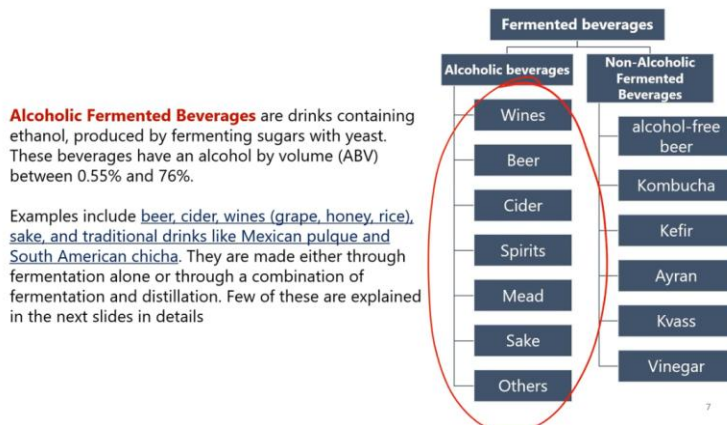 Fermented beverages
Alcoholic beverages
Non-Alcoholic
Fermented
Beverages
Wines
Beer
Cider
Spirits
Mead
Sake
Others
alcohol-free
beer
Kombucha
Kefir
Ayran
Kvass
Vinegar
Alcoholic Fermented Beverages are drinks containing
ethanol, produced by fermenting sugars with yeast.
These beverages have an alcohol by volume (ABV)
between 0.55% and 76%.
Examples include beer, cider, wines (grape, honey, rice),
sake, and traditional drinks like Mexican pulque and
South American chicha. They are made either through
fermentation alone or through a combination of
fermentation and distillation. Few of these are explained
in the next slides in details
7